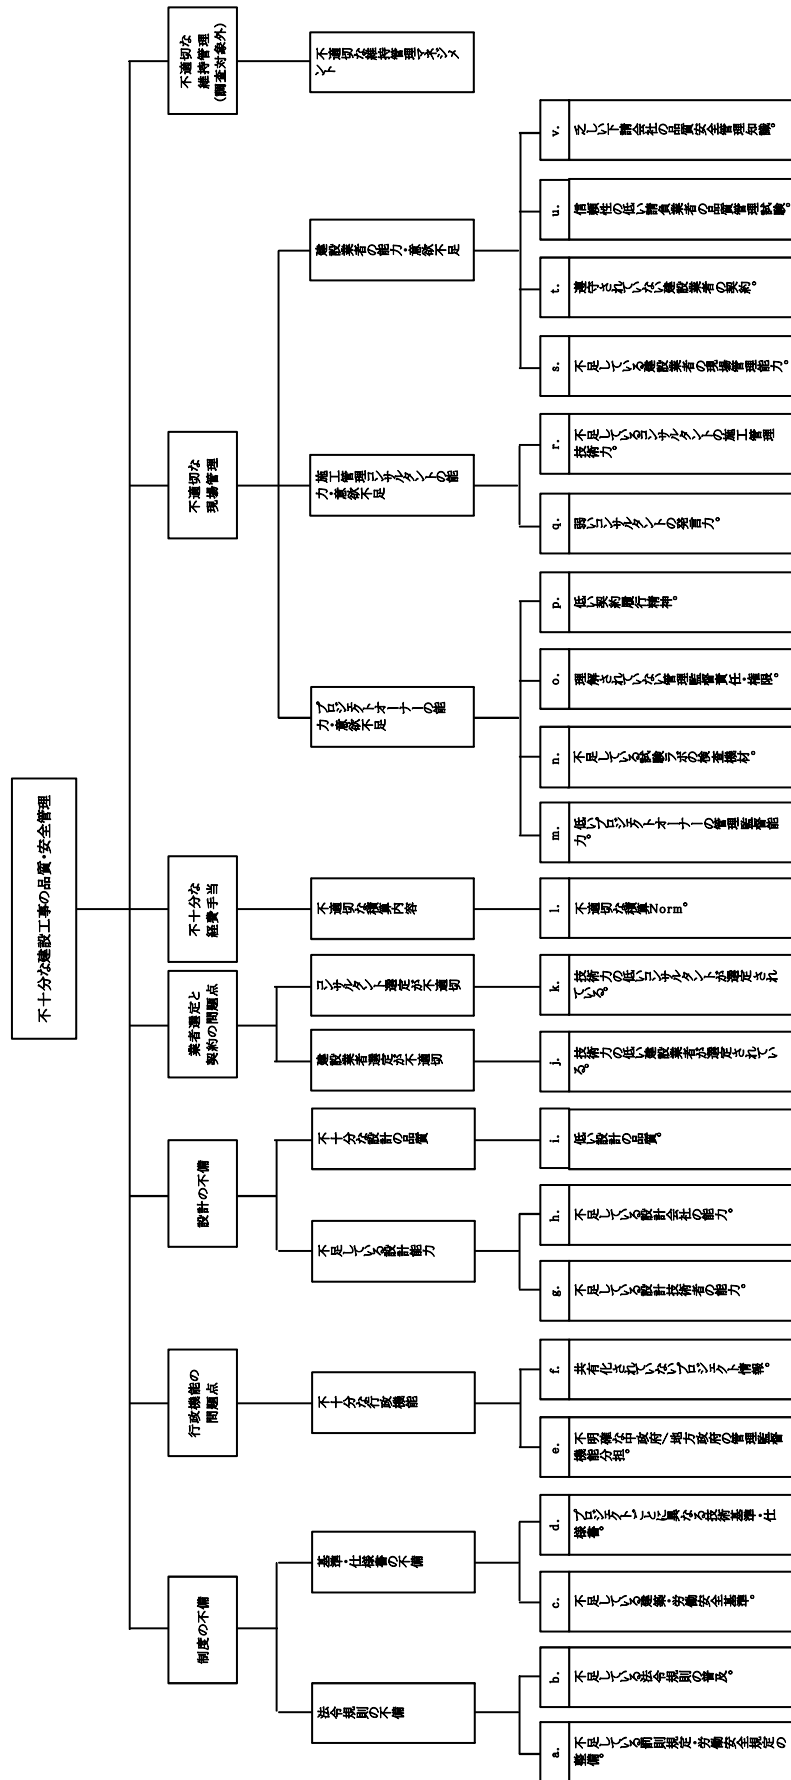 不十分な建設工事の品質・安全管理
制度の不備
行政機能の
問題点
設計の不備
業者選定と
契約の問題点
不十分な
経費手当
不適切な
現場管理
不適切な
維持管理
(調査対象外)
法令規則の不備
基準・仕様書の不備
不十分な行政機能
不足している設計能力
不十分な設計の品質
建設業者選定が不適切
コンサルタント選定が不適切
不適切な積算内容
プロジェクトオーナーの能
力・意欲不足
施工管理コンサルタントの能
力・意欲不足
建設業者の能力・意欲不足
不適切な維持管理マネジメ
ント
a.
不足している罰則規定・労働安全規定の
整備。
b.
不足している法令規則の普及。
c.
不足している建築・労働安全基準。
d.
プロジェクトごとに異なる技術基準・仕
様書。
e.
不明確な中政府/地方政府の管理監督
機能分担。
f.
共有化されていないプロジェクト情報。
g.
不足している設計技術者の能力。
h.
不足している設計会社の能力。
i.
低い設計の品質。
j.
技術力の低い建設業者が選定されてい
る。
k.
技術力の低いコンサルタントが選定され
ている。
l.
不適切な積算Norm。
m.
低いプロジェクトオーナーの管理監督能
力。
n.
不足している試験ラボの検査機材。
o.
理解されていない管理監督責任・権限。
p.
低い契約履行精神。
q.
弱いコンサルタントの発言力。
r.
不足しているコンサルタントの施工管理
技術力。
s.
不足している建設業者の現場管理能力。
t.
遵守されていない建設業者の契約。
u.
信頼性の低い請負業者の品質管理試験。
v.
乏しい下請会社の品質安全管理知識。